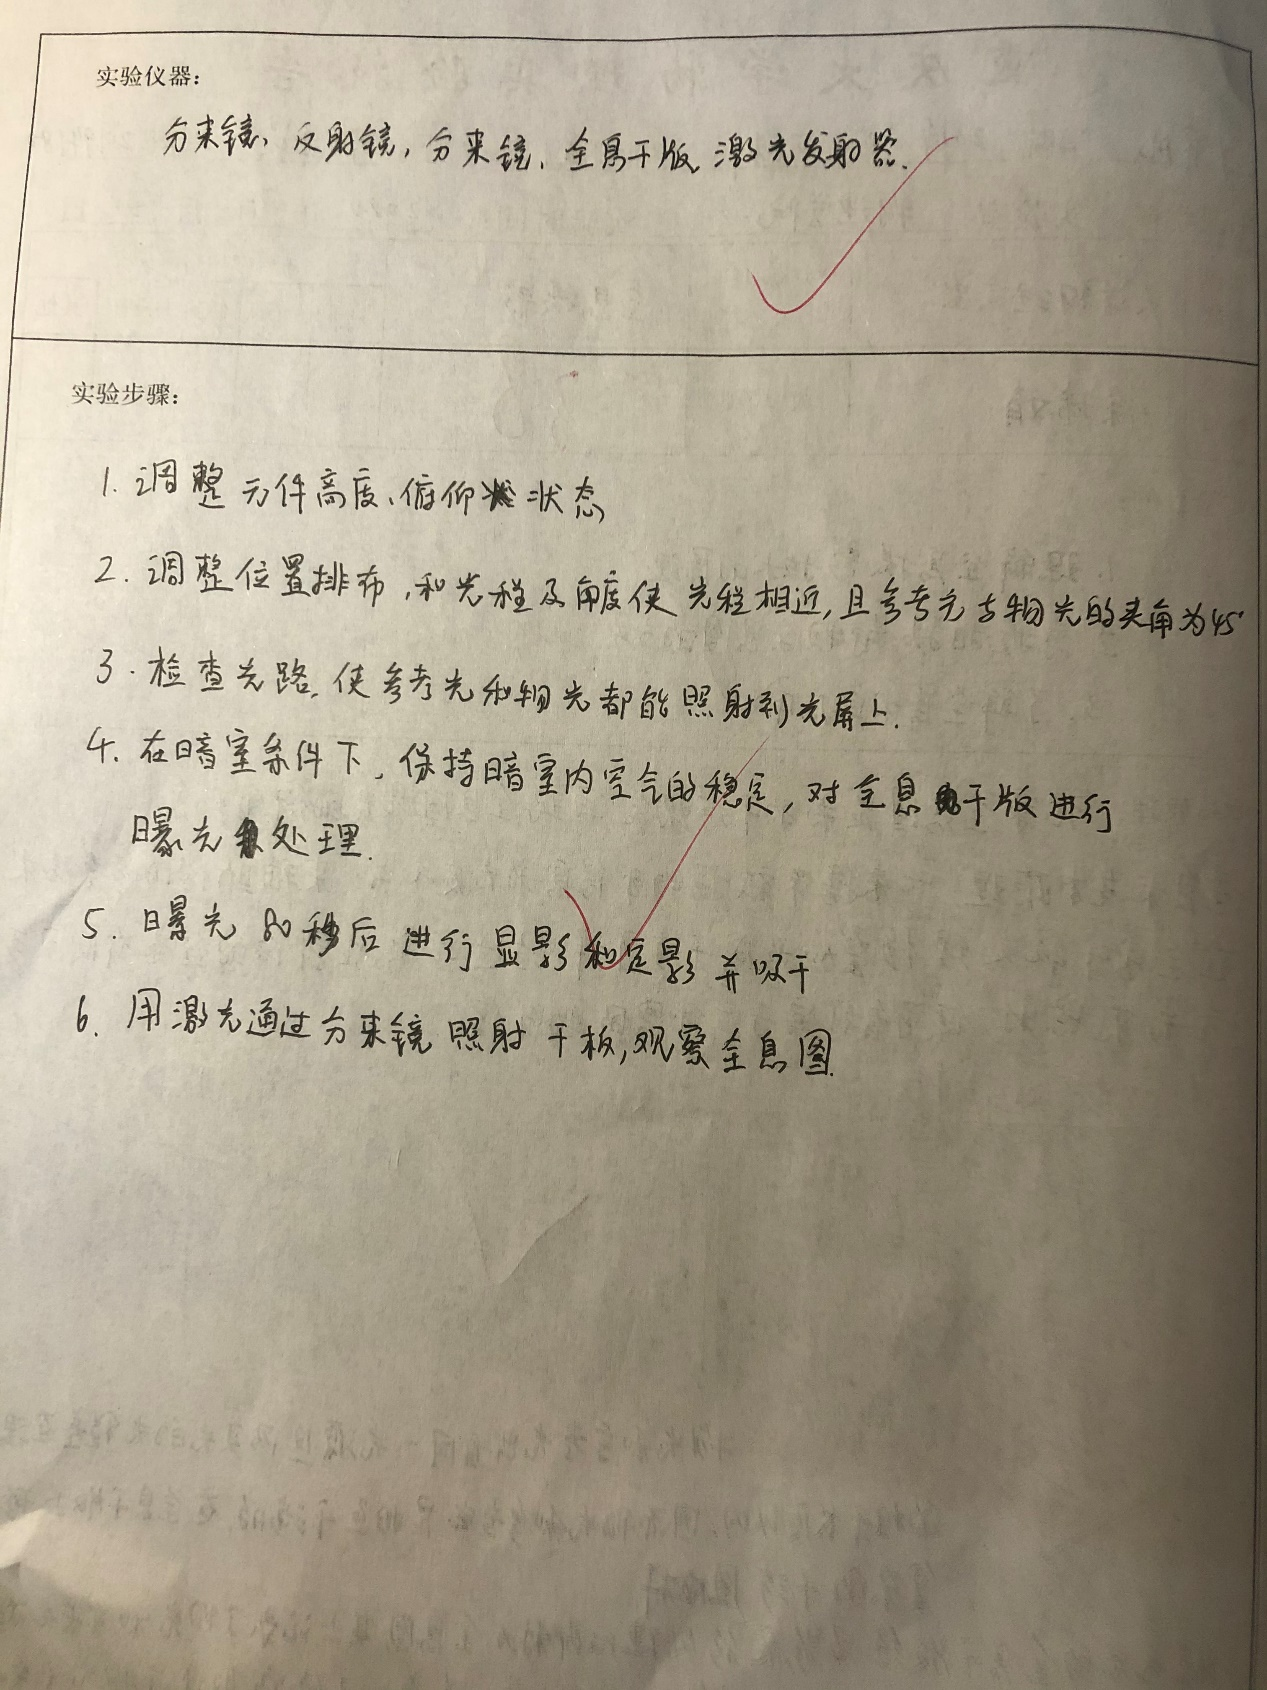 实验仪器：
分束镜、反射镜，分束镜、全息干版 激光发射器.
实验步骤：
1. 调整元件高度、俯仰状态
2. 调整位置排布，和光程及角度使光程相近，且参考光与物光的夹角为45°
3. 检查光路，使参考光和物光都能照射到光屏上.
4. 在暗室条件下，保持暗室内空气的稳定，对全息干版进行
曝光处理.
5. 曝光80秒后进行显影和定影并吸干
6. 用激光通过分束镜照射干板，观察全息图.